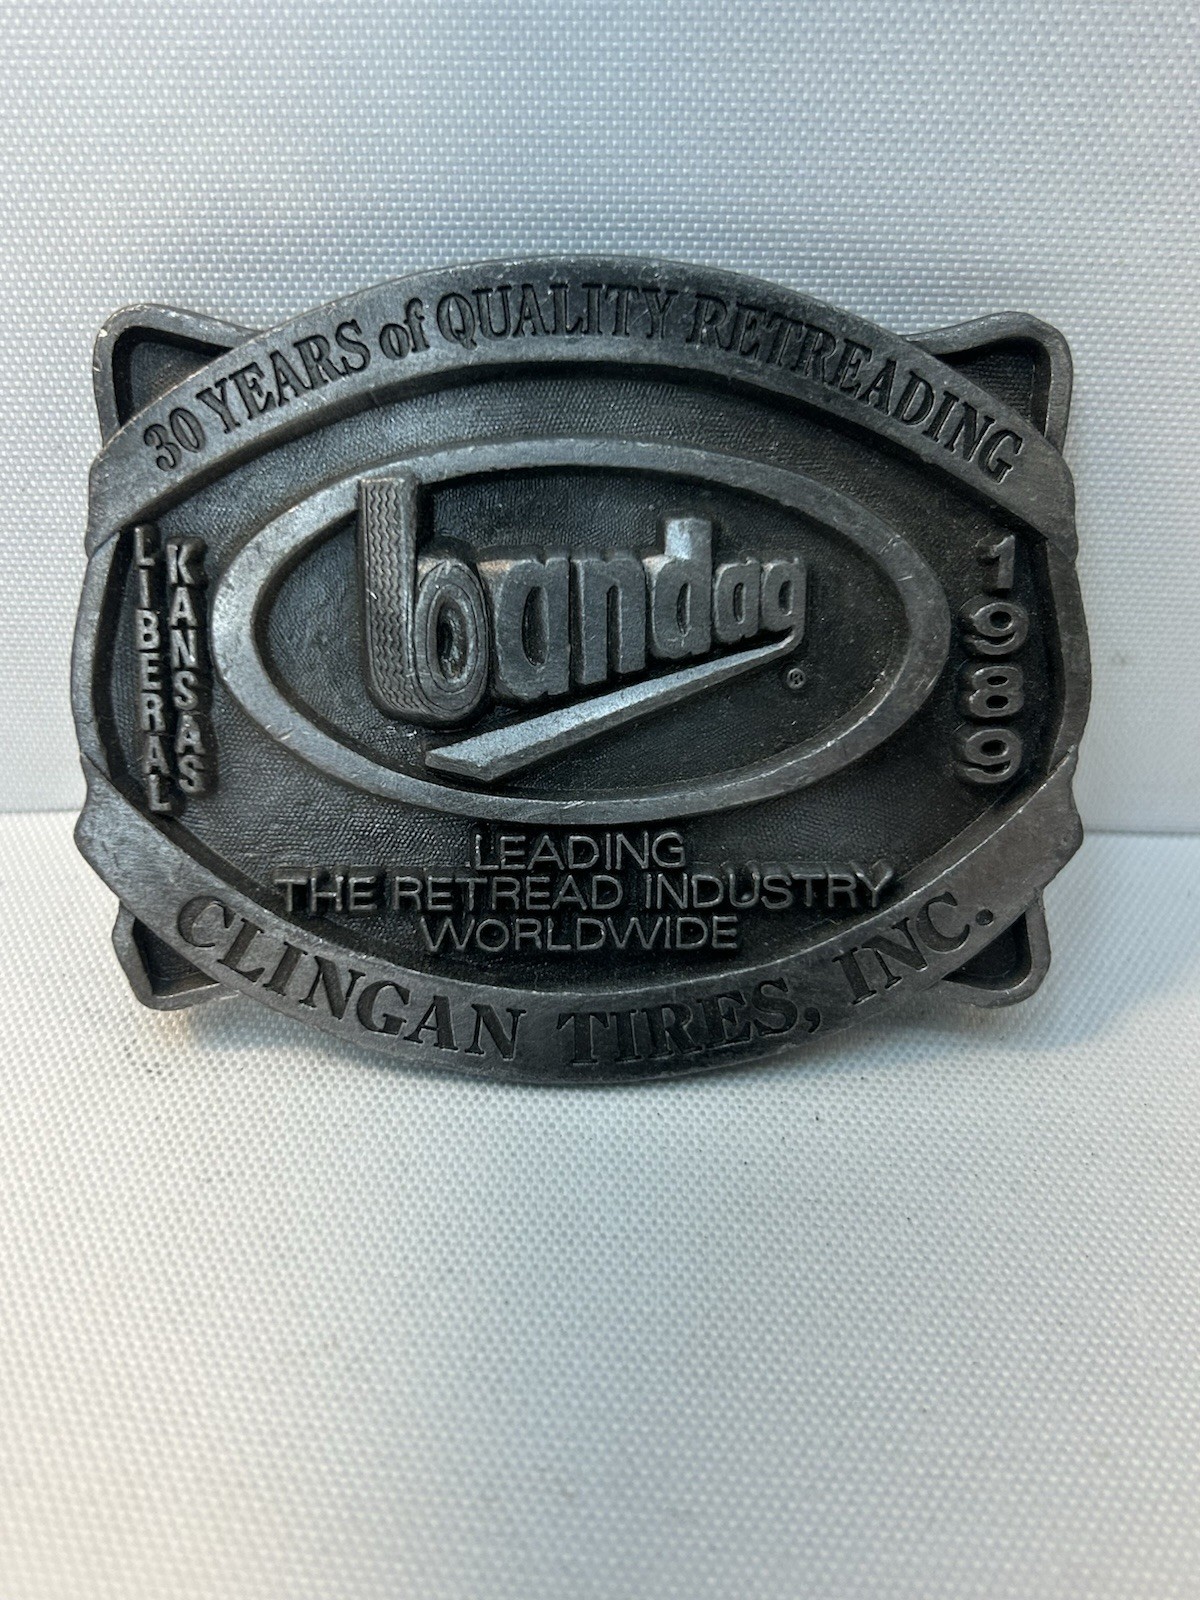 30 YEARS of QUALITY RETREADING
LIBERAL
KANSAS
bandag
®
1989
LEADING
THE RETREAD INDUSTRY
WORLDWIDE
CLINGAN TIRES, INC.